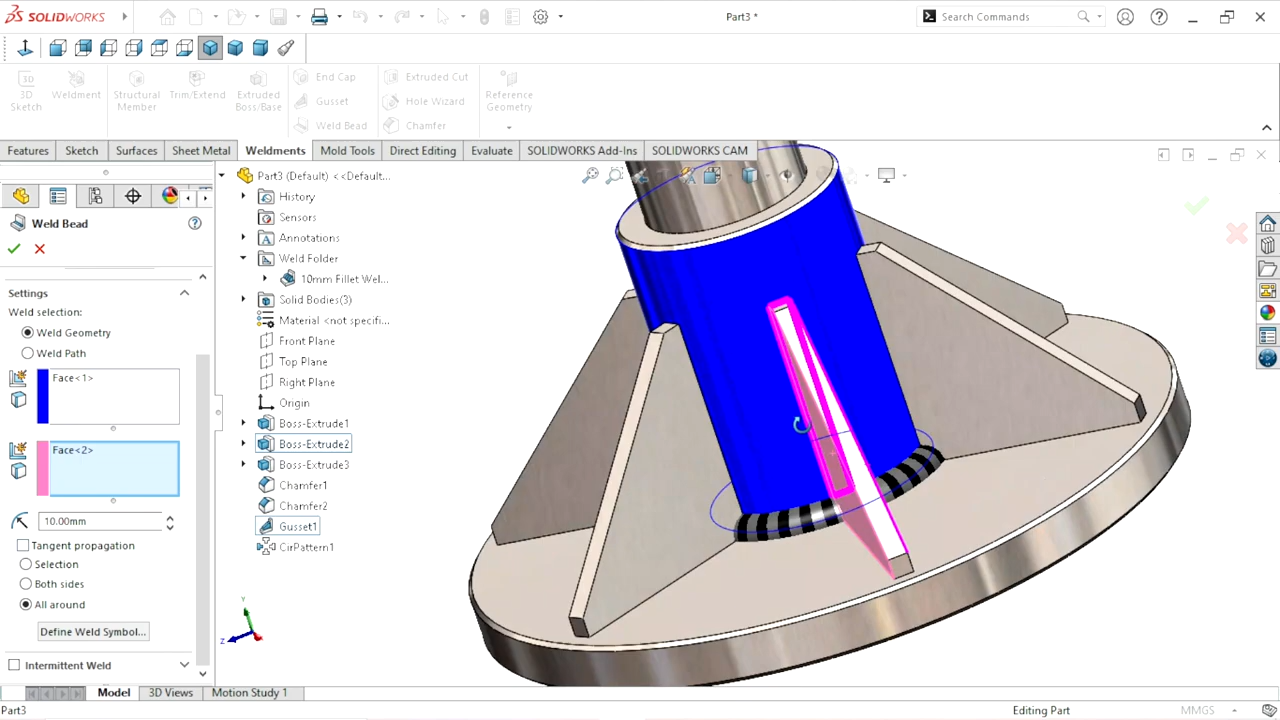 SOLIDWORKS
Part3 *
Search Commands
3D Sketch
Weldment
Structural Member
Trim/Extend
Extruded Boss/Base
End Cap
Gusset
Weld Bead
Extruded Cut
Hole Wizard
Chamfer
Reference Geometry
Features
Sketch
Surfaces
Sheet Metal
Weldments
Mold Tools
Direct Editing
Evaluate
SOLIDWORKS Add-Ins
SOLIDWORKS CAM
Weld Bead
Settings
Weld selection:
Weld Geometry
Weld Path
Face<1>
Face<2>
10.00mm
Tangent propagation
Selection
Both sides
All around
Define Weld Symbol...
Intermittent Weld
Part3 (Default) <<Default...
History
Sensors
Annotations
Weld Folder
10mm Fillet Wel...
Solid Bodies(3)
Material <not specifi...
Front Plane
Top Plane
Right Plane
Origin
Boss-Extrude1
Boss-Extrude2
Boss-Extrude3
Chamfer1
Chamfer2
Gusset1
CirPattern1
Y
Z
Model
3D Views
Motion Study 1
Part3
Editing Part
MMGS